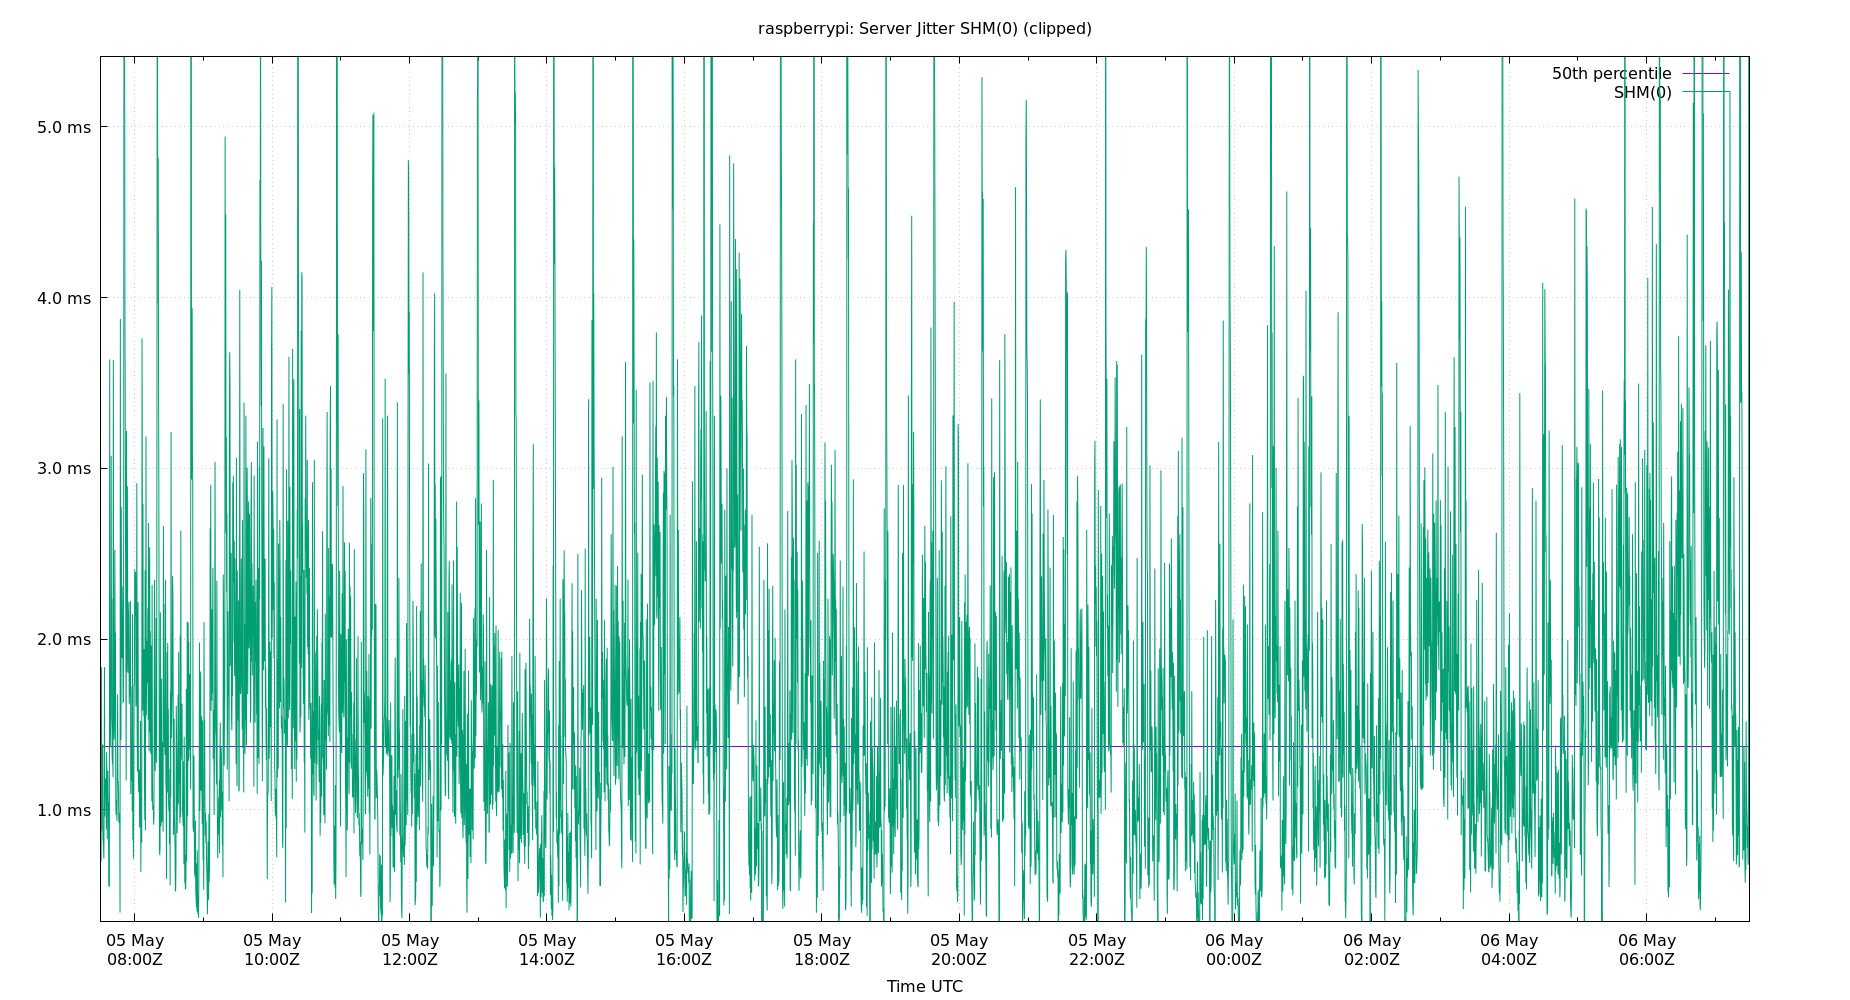 raspberrypi: Server Jitter SHM(0) (clipped)
50th percentile
SHM(0)
5.0 ms
4.0 ms
3.0 ms
2.0 ms
1.0 ms
05 May 05 May 05 May 05 May 05 May 05 May 05 May 05 May 06 May 06 May 06 May 06 May
08:00Z 10:00Z 12:00Z 14:00Z 16:00Z 18:00Z 20:00Z 22:00Z 00:00Z 02:00Z 04:00Z 06:00Z
Time UTC